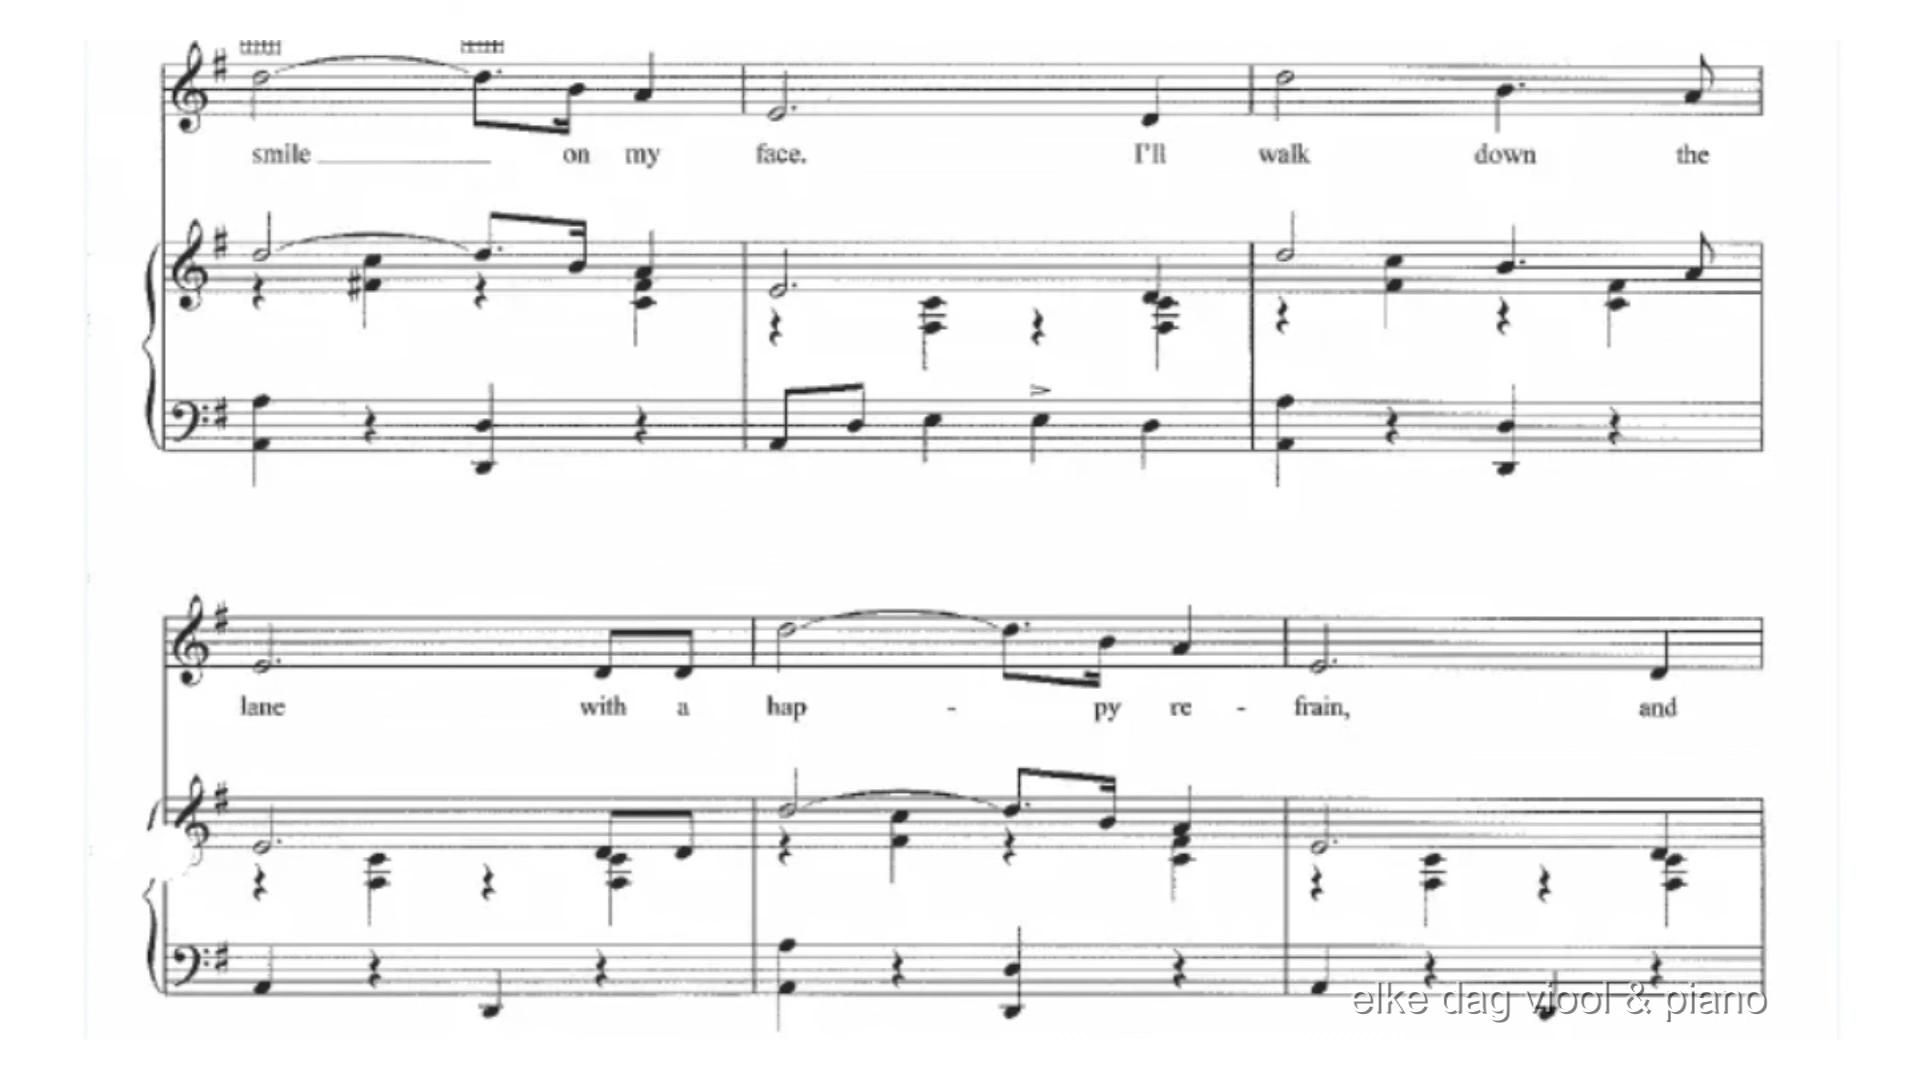 smile on my face. I'll walk down the
lane with a hap - py re - frain, and
elke dag viool & piano